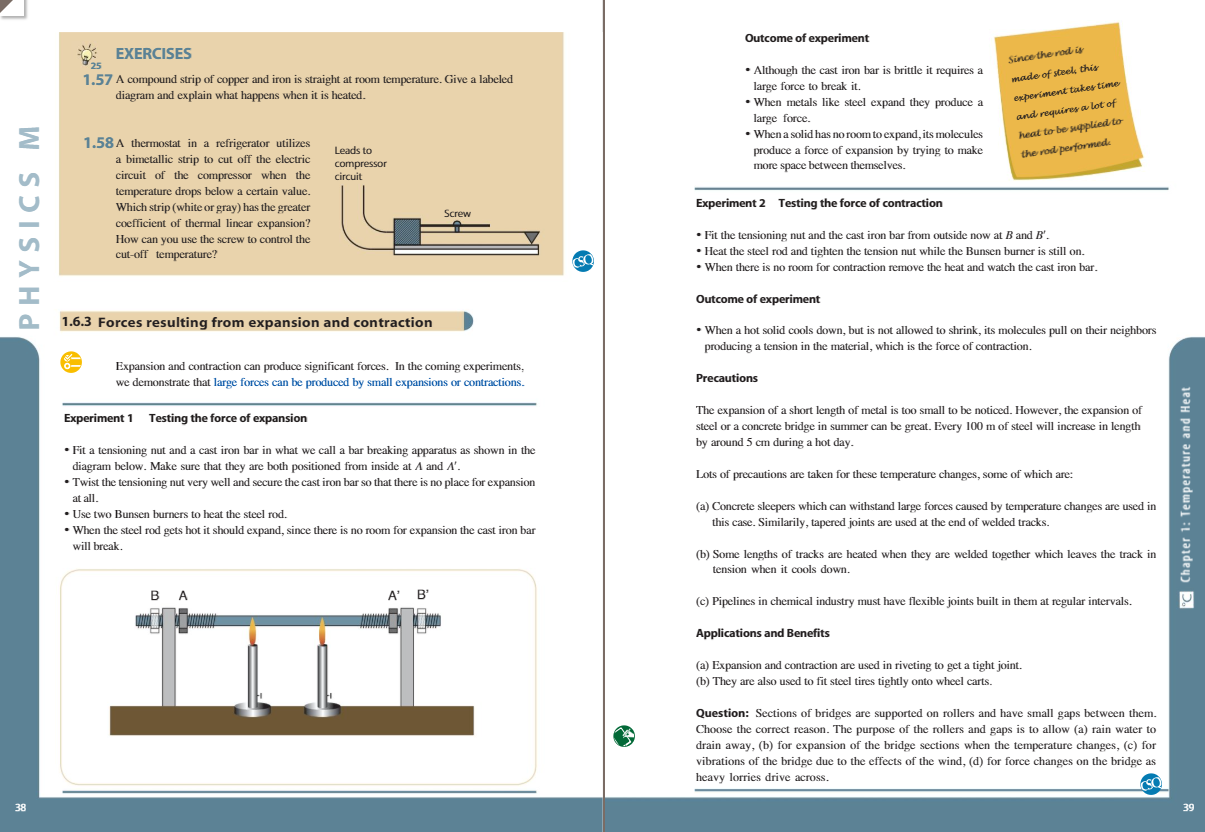 PHYSICS M
EXERCISES
25
1.57 A compound strip of copper and iron is straight at room temperature. Give a labeled
diagram and explain what happens when it is heated.
1.58 A thermostat in a refrigerator utilizes
a bimetallic strip to cut off the electric
circuit of the compressor when the
temperature drops below a certain value.
Which strip (white or gray) has the greater
coefficient of thermal linear expansion?
How can you use the screw to control the
cut-off temperature?
Leads to
compressor
circuit
Screw
CSQ
1.6.3 Forces resulting from expansion and contraction
Expansion and contraction can produce significant forces. In the coming experiments,
we demonstrate that large forces can be produced by small expansions or contractions.
Experiment 1 Testing the force of expansion
• Fit a tensioning nut and a cast iron bar in what we call a bar breaking apparatus as shown in the
diagram below. Make sure that they are both positioned from inside at A and A′.
• Twist the tensioning nut very well and secure the cast iron bar so that there is no place for expansion
at all.
• Use two Bunsen burners to heat the steel rod.
• When the steel rod gets hot it should expand, since there is no room for expansion the cast iron bar
will break.
B A A' B'
38
Outcome of experiment
• Although the cast iron bar is brittle it requires a
large force to break it.
• When metals like steel expand they produce a
large force.
• When a solid has no room to expand, its molecules
produce a force of expansion by trying to make
more space between themselves.
Since the rod is
made of steel, this
experiment takes time
and requires a lot of
heat to be supplied to
the rod performed.
Experiment 2 Testing the force of contraction
• Fit the tensioning nut and the cast iron bar from outside now at B and B′.
• Heat the steel rod and tighten the tension nut while the Bunsen burner is still on.
• When there is no room for contraction remove the heat and watch the cast iron bar.
Outcome of experiment
• When a hot solid cools down, but is not allowed to shrink, its molecules pull on their neighbors
producing a tension in the material, which is the force of contraction.
Precautions
The expansion of a short length of metal is too small to be noticed. However, the expansion of
steel or a concrete bridge in summer can be great. Every 100 m of steel will increase in length
by around 5 cm during a hot day.
Lots of precautions are taken for these temperature changes, some of which are:
(a) Concrete sleepers which can withstand large forces caused by temperature changes are used in
this case. Similarily, tapered joints are used at the end of welded tracks.
(b) Some lengths of tracks are heated when they are welded together which leaves the track in
tension when it cools down.
(c) Pipelines in chemical industry must have flexible joints built in them at regular intervals.
Applications and Benefits
(a) Expansion and contraction are used in riveting to get a tight joint.
(b) They are also used to fit steel tires tightly onto wheel carts.
Question: Sections of bridges are supported on rollers and have small gaps between them.
Choose the correct reason. The purpose of the rollers and gaps is to allow (a) rain water to
drain away, (b) for expansion of the bridge sections when the temperature changes, (c) for
vibrations of the bridge due to the effects of the wind, (d) for force changes on the bridge as
heavy lorries drive across.
CSQ
°C Chapter 1: Temperature and Heat
39